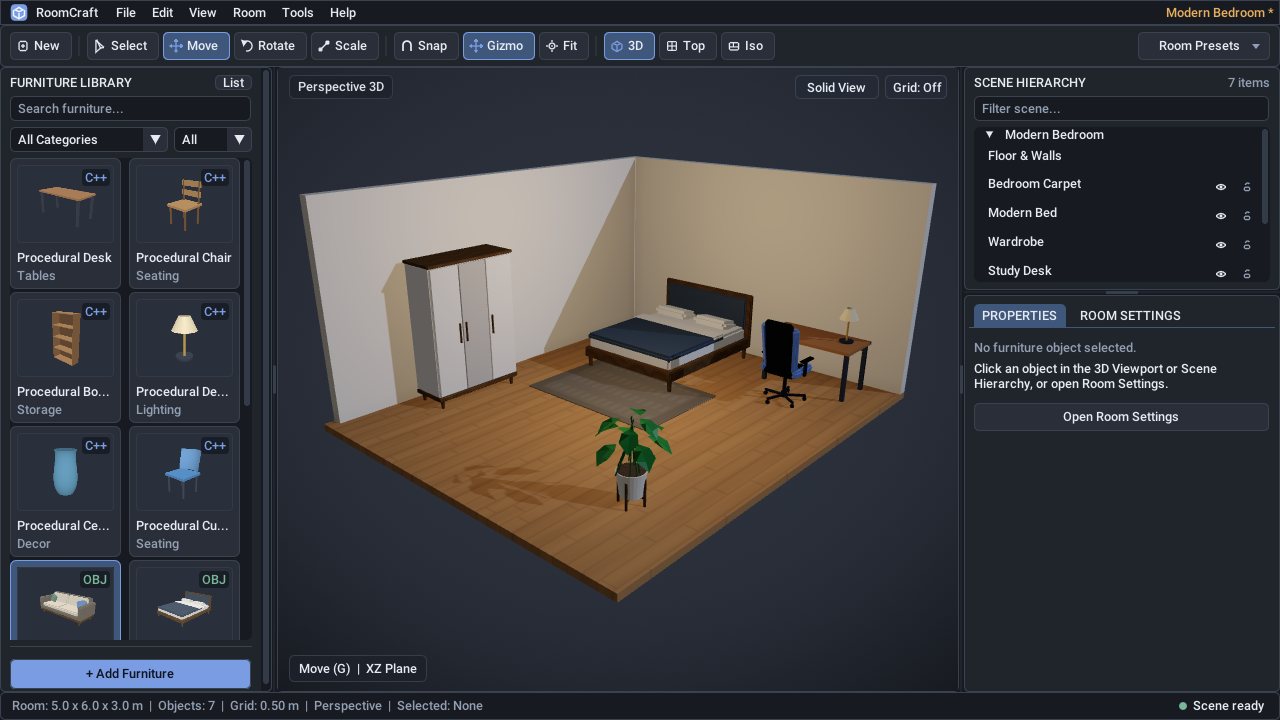 RoomCraft File Edit View Room Tools Help Modern Bedroom *
New Select Move Rotate Scale Snap Gizmo Fit 3D Top Iso Room Presets
FURNITURE LIBRARY List
Search furniture...
All Categories All
C++ C++
Procedural Desk Procedural Chair
Tables Seating
C++ C++
Procedural Bo... Procedural De...
Storage Lighting
C++ C++
Procedural Ce... Procedural Cu...
Decor Seating
OBJ OBJ
+ Add Furniture
Perspective 3D Solid View Grid: Off
Move (G) | XZ Plane
SCENE HIERARCHY 7 items
Filter scene...
Modern Bedroom
Floor & Walls
Bedroom Carpet
Modern Bed
Wardrobe
Study Desk
PROPERTIES ROOM SETTINGS
No furniture object selected.
Click an object in the 3D Viewport or Scene
Hierarchy, or open Room Settings.
Open Room Settings
Room: 5.0 x 6.0 x 3.0 m | Objects: 7 | Grid: 0.50 m | Perspective | Selected: None Scene ready